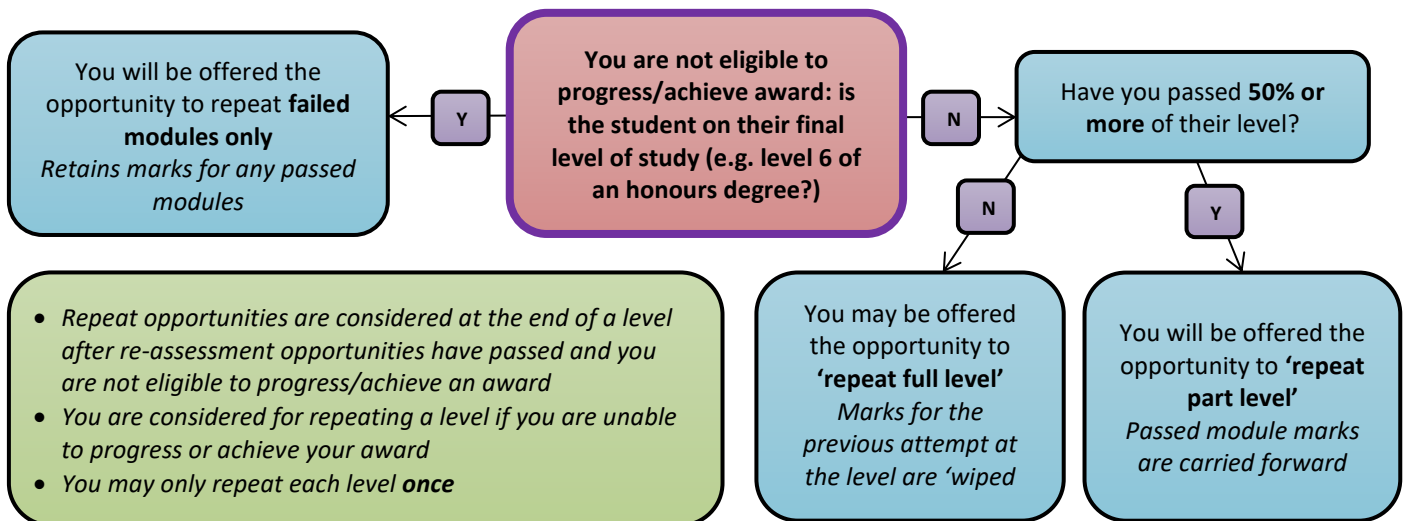 You will be offered the
opportunity to repeat failed
modules only
Retains marks for any passed
modules
Y
You are not eligible to
progress/achieve award: is
the student on their final
level of study (e.g. level 6 of
an honours degree?)
N
Have you passed 50% or
more of their level?
N
Y
• Repeat opportunities are considered at the end of a level
after re-assessment opportunities have passed and you
are not eligible to progress/achieve an award
• You are considered for repeating a level if you are unable
to progress or achieve your award
• You may only repeat each level once
You may be offered
the opportunity to
‘repeat full level’
Marks for the
previous attempt at
the level are ‘wiped
You will be offered the
opportunity to ‘repeat
part level’
Passed module marks
are carried forward